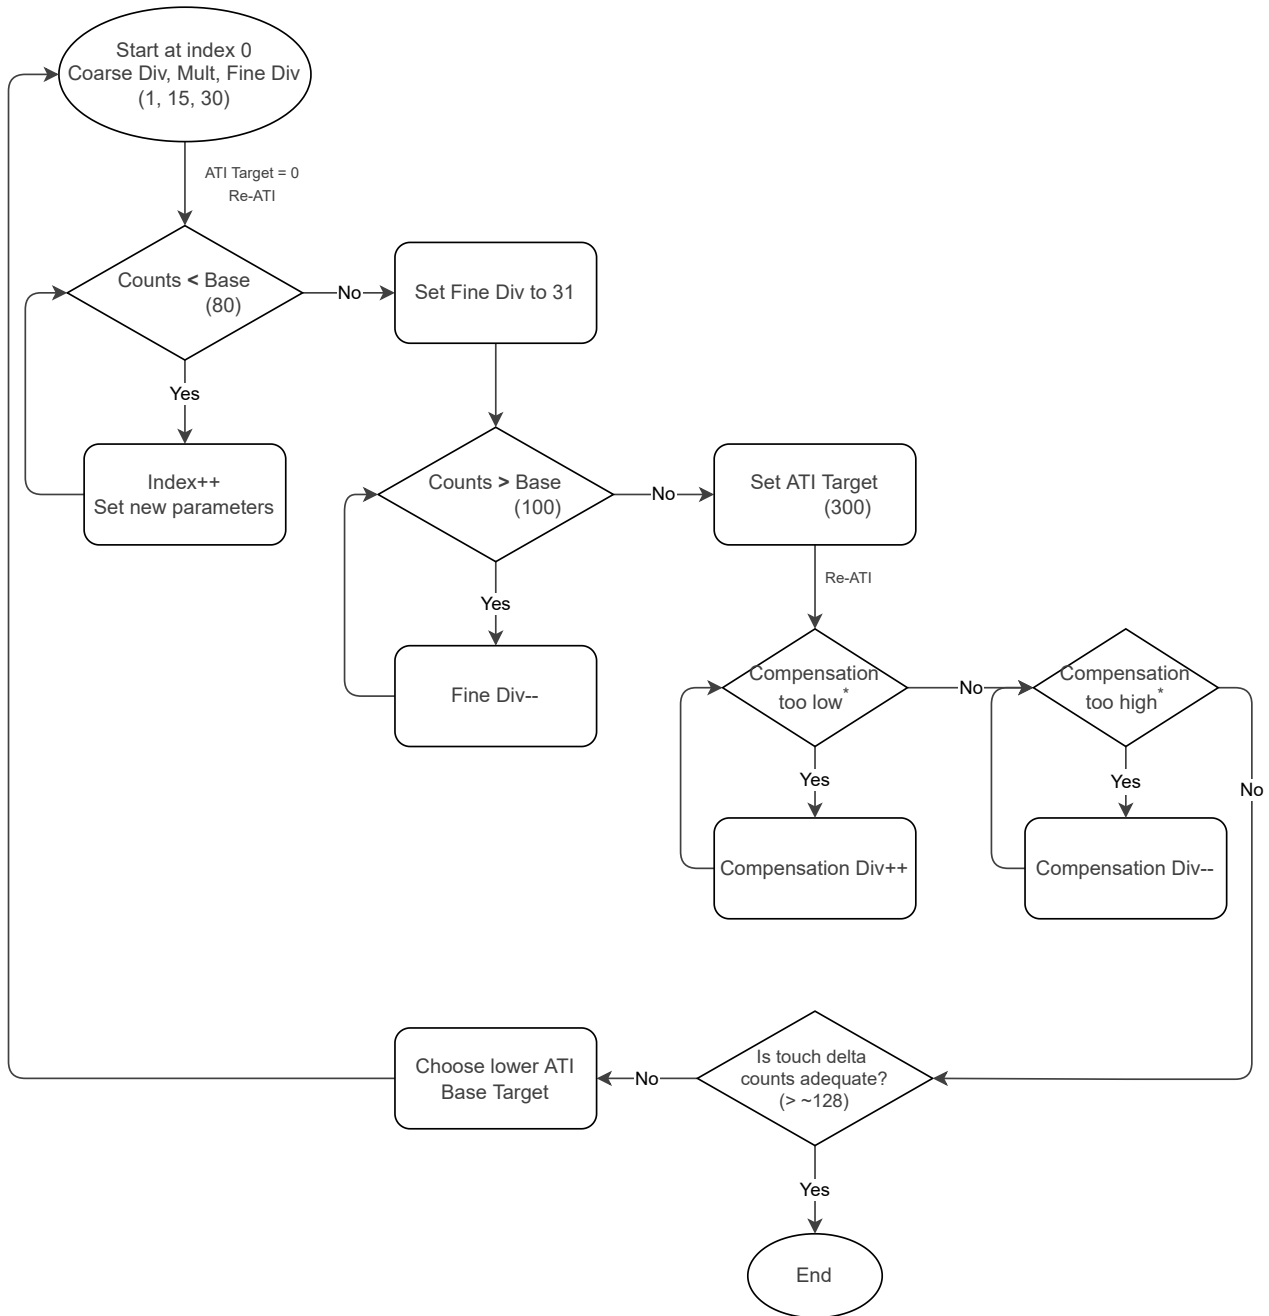 Start at index 0
Coarse Div, Mult, Fine Div
(1, 15, 30)
ATI Target = 0
Re-ATI
Counts < Base
(80)
No
Set Fine Div to 31
Yes
Index++
Set new parameters
Counts > Base
(100)
No
Set ATI Target
(300)
Yes
Re-ATI
Fine Div--
Compensation
too low*
No
Compensation
too high*
Yes
Yes
No
Compensation Div++
Compensation Div--
Choose lower ATI
Base Target
No
Is touch delta
counts adequate?
(> ~128)
Yes
End